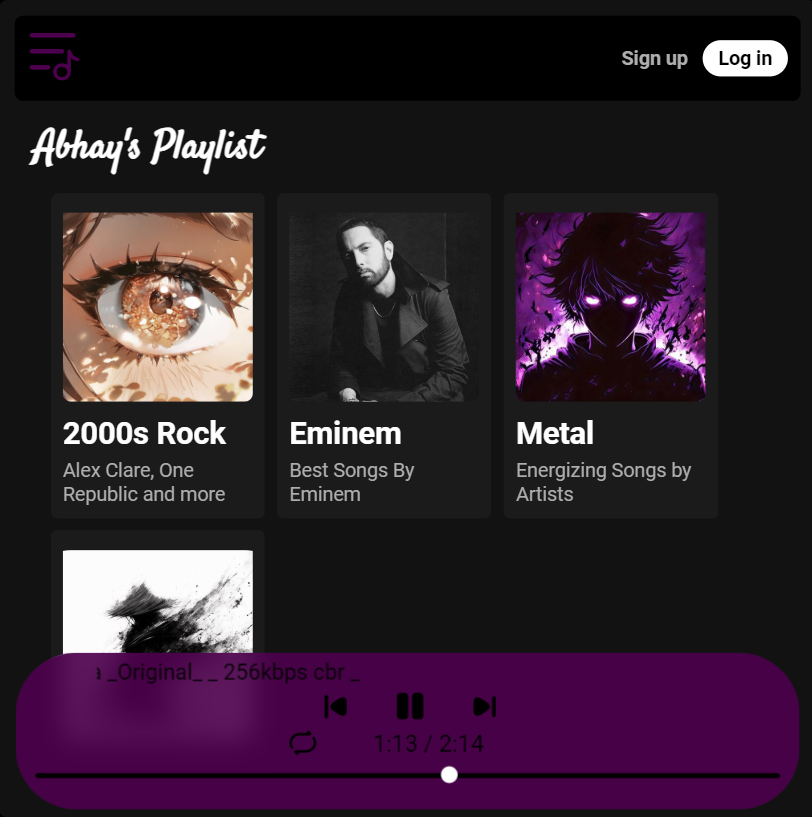 Sign up
Log in
Abhay's Playlist
2000s Rock
Alex Clare, One
Republic and more
Eminem
Best Songs By
Eminem
Metal
Energizing Songs by
Artists
_Original_ _ 256kbps cbr _
1:13 / 2:14